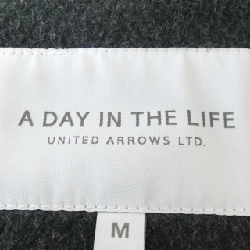 A DAY IN THE LIFE
UNITED ARROWS LTD.
M